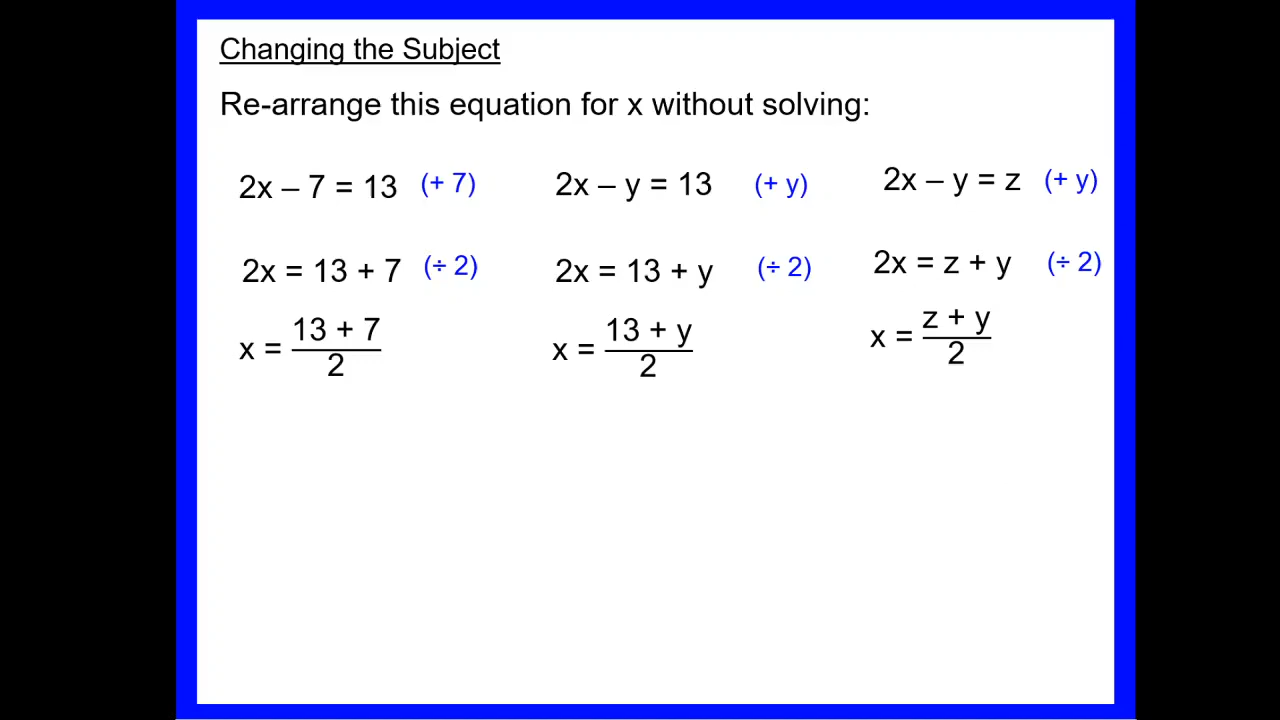 Changing the Subject
Re-arrange this equation for x without solving:
2x – 7 = 13 (+ 7)
2x = 13 + 7 (÷ 2)
x = 13 + 7
2
2x – y = 13 (+ y)
2x = 13 + y (÷ 2)
x = 13 + y
2
2x – y = z (+ y)
2x = z + y (÷ 2)
x = z + y
2